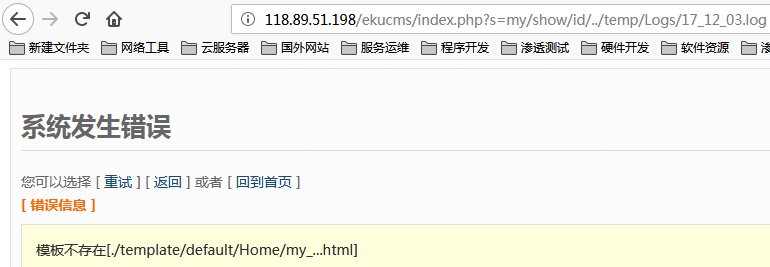 118.89.51.198/ekucms/index.php?s=my/show/id/../temp/Logs/17_12_03.log
新建文件夹 网络工具 云服务器 国外网站 服务运维 程序开发 渗透测试 硬件开发 软件资源 渗
系统发生错误
您可以选择 [ 重试 ] [ 返回 ] 或者 [ 回到首页 ]
[ 错误信息 ]
模板不存在[./template/default/Home/my_...html]